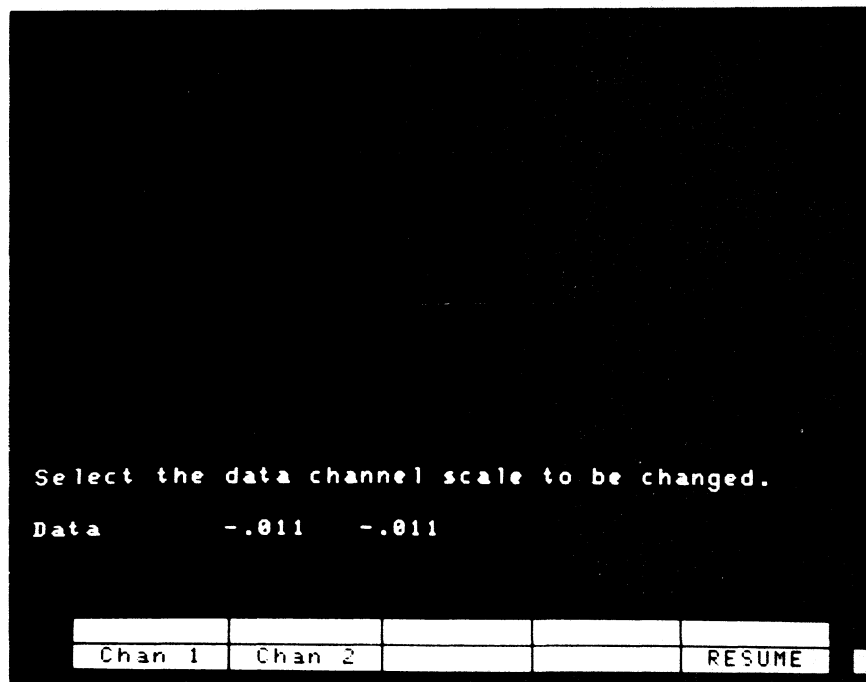 Select the data channel scale to be changed.
Data -.011 -.011
Chan 1 Chan 2 RESUME